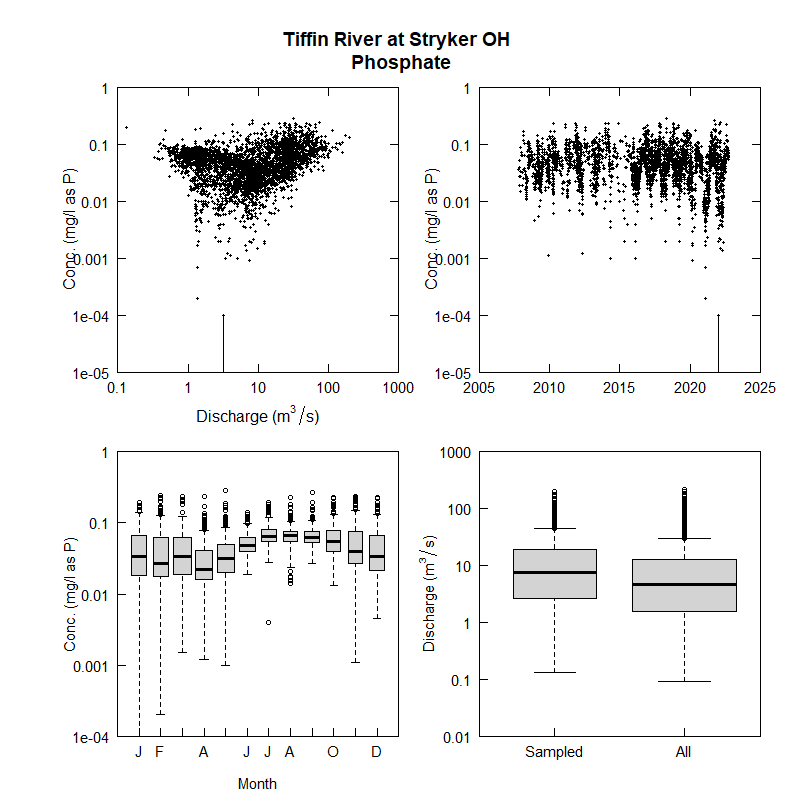 Tiffin River at Stryker OH
Phosphate
1
0.1
0.01
0.001
1e-04
1e-05
Conc. (mg/l as P)
0.1 1 10 100 1000
Discharge (m³/s)
1
0.1
0.01
0.001
1e-04
1e-05
Conc. (mg/l as P)
2005 2010 2015 2020 2025
1
0.1
0.01
0.001
1e-04
Conc. (mg/l as P)
J F A J J A O D
Month
1000
100
10
1
0.1
0.01
Discharge (m³/s)
Sampled All